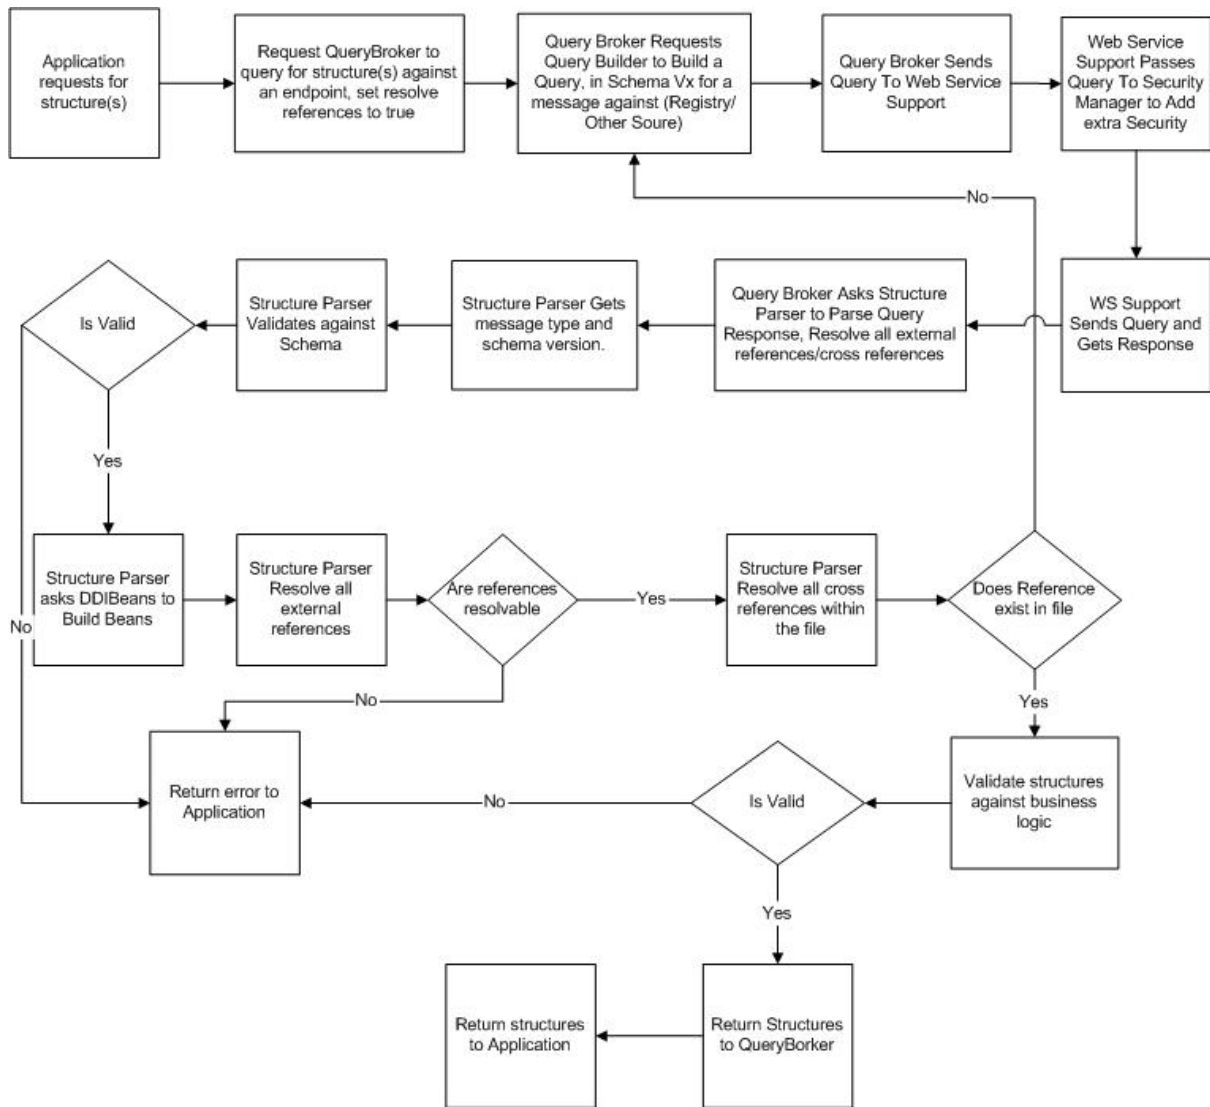 Application
requests for
structure(s)
Request QueryBroker to
query for structure(s) against
an endpoint, set resolve
references to true
Query Broker Requests
Query Builder to Build a
Query, in Schema Vx for a
message against (Registry/
Other Soure)
Query Broker Sends
Query To Web Service
Support
Web Service
Support Passes
Query To Security
Manager to Add
extra Security
No
Is Valid
Structure Parser
Validates against
Schema
Structure Parser Gets
message type and
schema version.
Query Broker Asks Structure
Parser to Parse Query
Response, Resolve all external
references/cross references
WS Support
Sends Query and
Gets Response
Yes
No
Structure Parser
asks DDIBeans to
Build Beans
Structure Parser
Resolve all
external
references
Are references
resolvable
Yes
Structure Parser
Resolve all cross
references within
the file
Does Reference
exist in file
No
Yes
Return error to
Application
No
Is Valid
Validate structures
against business
logic
Yes
Return structures
to Application
Return Structures
to QueryBorker